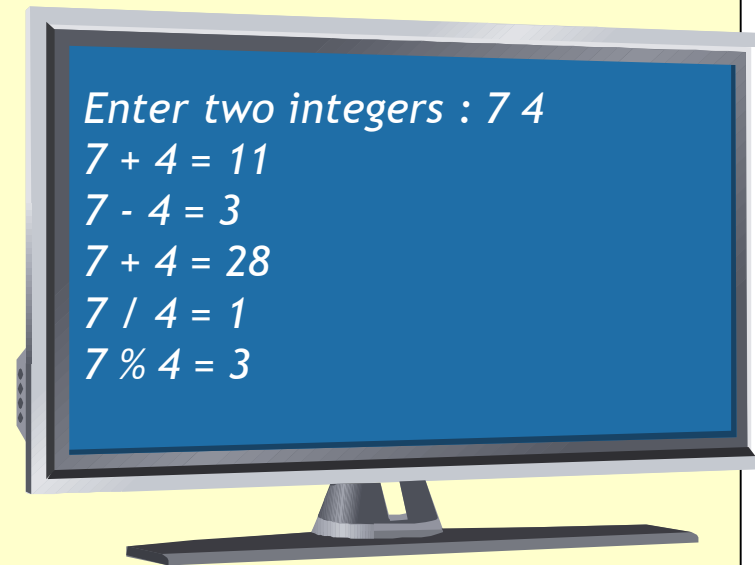 Enter two integers : 7 4
7 + 4 = 11
7 - 4 = 3
7 + 4 = 28
7 / 4 = 1
7 % 4 = 3